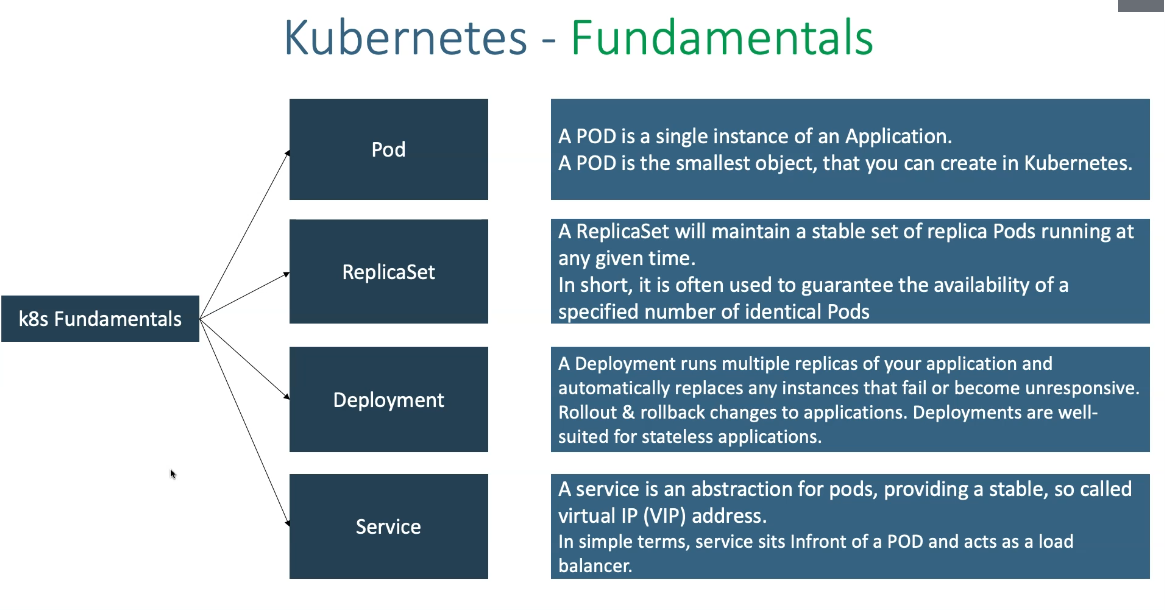 Kubernetes - Fundamentals
Pod
A POD is a single instance of an Application.
A POD is the smallest object, that you can create in Kubernetes.
ReplicaSet
A ReplicaSet will maintain a stable set of replica Pods running at
any given time.
In short, it is often used to guarantee the availability of a
specified number of identical Pods
k8s Fundamentals
Deployment
A Deployment runs multiple replicas of your application and
automatically replaces any instances that fail or become unresponsive.
Rollout & rollback changes to applications. Deployments are well-
suited for stateless applications.
Service
A service is an abstraction for pods, providing a stable, so called
virtual IP (VIP) address.
In simple terms, service sits Infront of a POD and acts as a load
balancer.